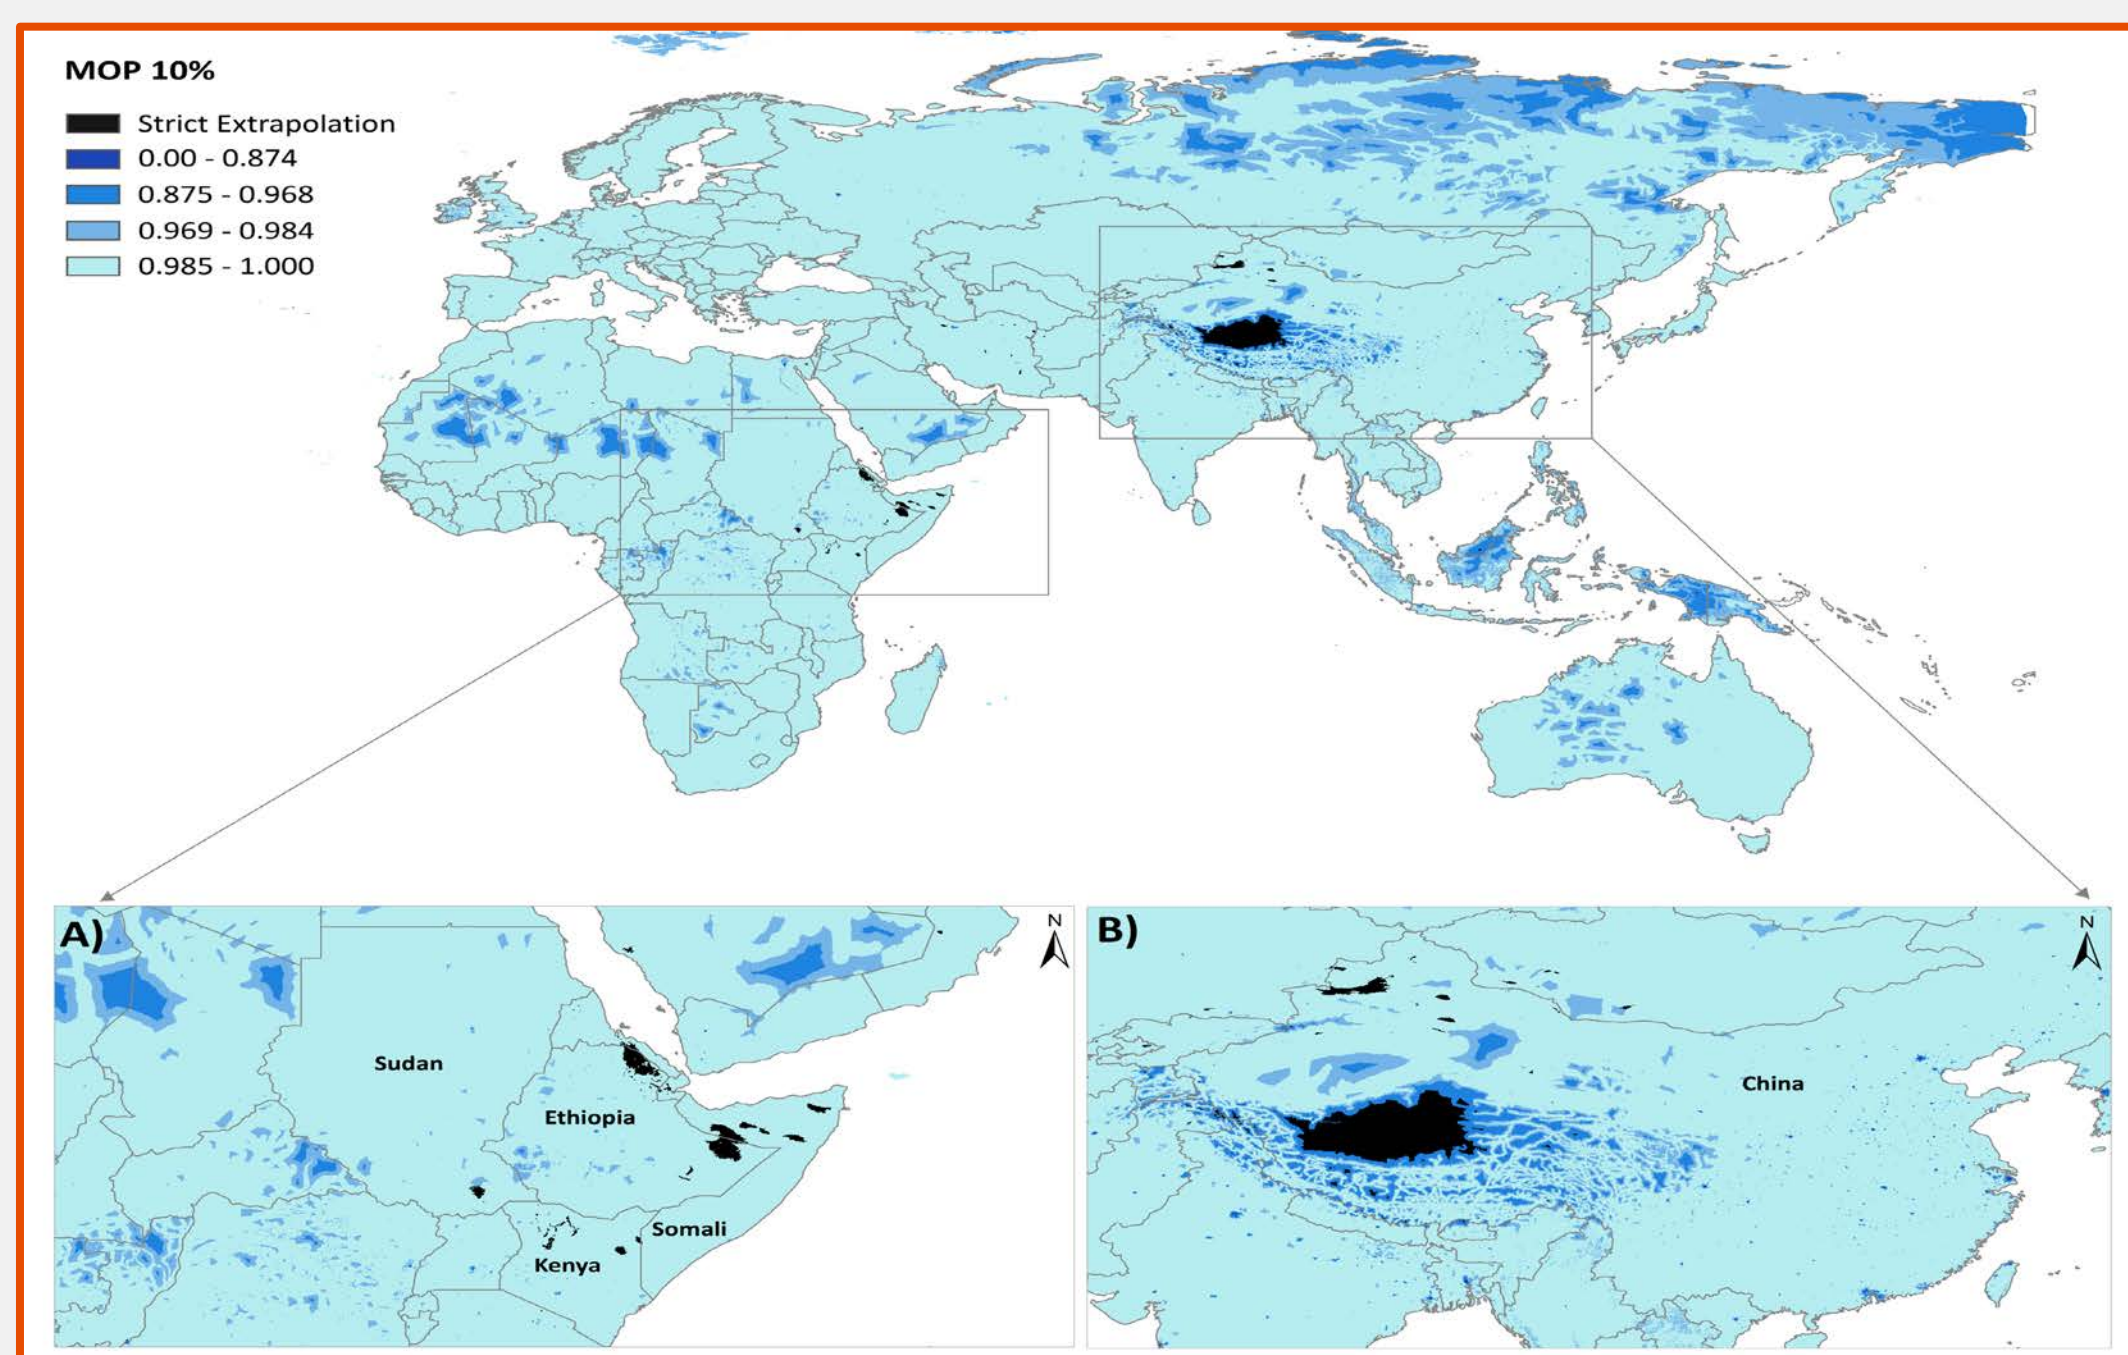 MOP 10%
Strict Extrapolation
0.00 - 0.874
0.875 - 0.968
0.969 - 0.984
0.985 - 1.000
A)
N
Sudan
Ethiopia
Somali
Kenya
B)
N
China